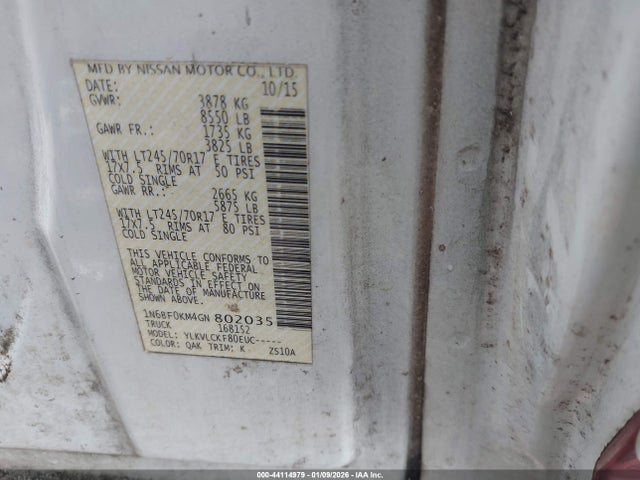 MFD BY NISSAN MOTOR CO., LTD.
DATE: 10/15
GVWR: 3878 KG
8550 LB
GAWR FR.: 1735 KG
3825 LB
WITH LT245/70R17 E TIRES
17X7.5 RIMS AT 50 PSI
COLD SINGLE
GAWR RR.: 2665 KG
5875 LB
WITH LT245/70R17 E TIRES
17X7.5 RIMS AT 80 PSI
COLD SINGLE
THIS VEHICLE CONFORMS TO
ALL APPLICABLE FEDERAL
MOTOR VEHICLE SAFETY
STANDARDS IN EFFECT ON
THE DATE OF MANUFACTURE
SHOWN ABOVE.
1N6BF0KM4GN 802035
TRUCK 168152
MODEL: YLKVLCKF80EUC-----
COLOR: QAK TRIM: K ZS10A
000-44114979 | 01/09/2026 | IAA Inc.